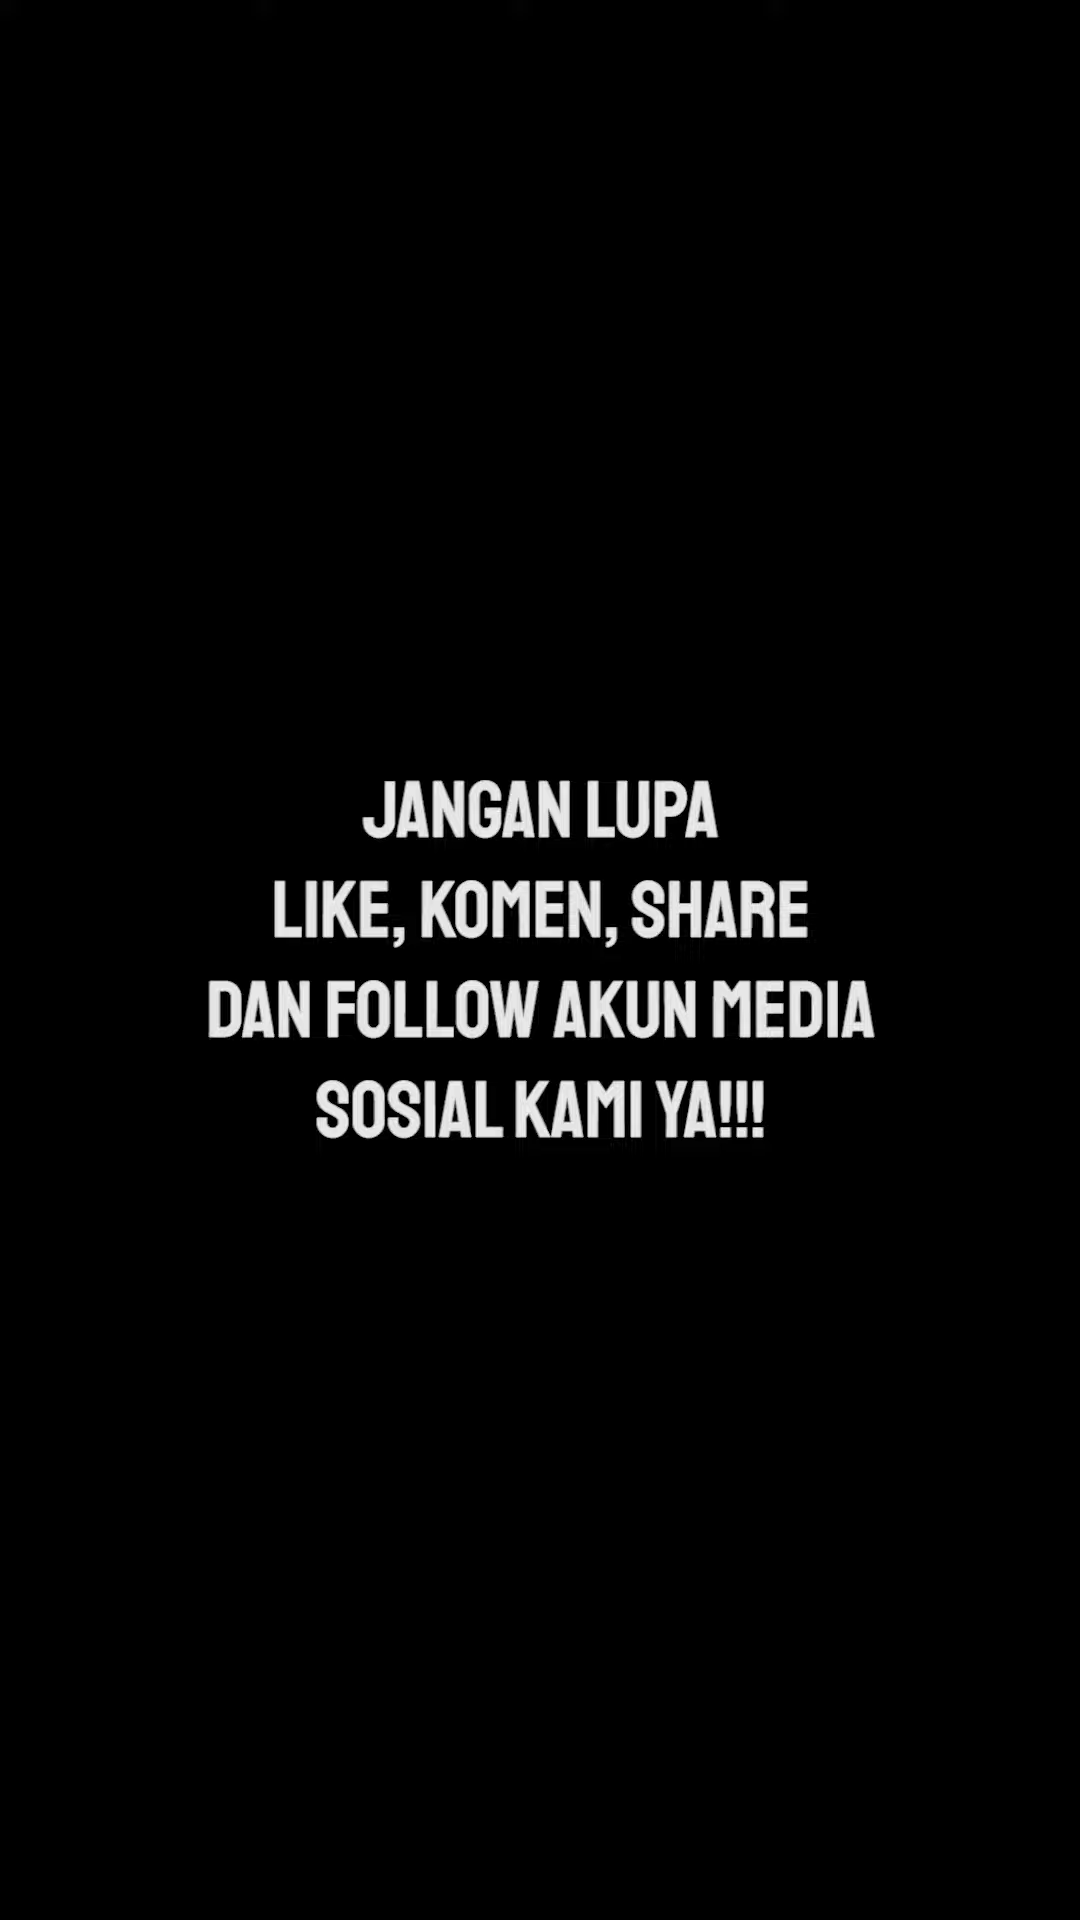 JANGAN LUPA
LIKE, KOMEN, SHARE
DAN FOLLOW AKUN MEDIA
SOSIAL KAMI YA!!!